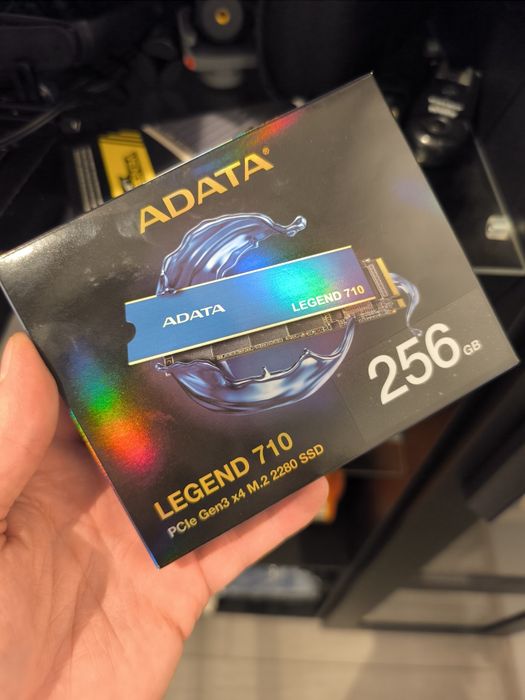 ADATA®
ADATA
LEGEND 710
256 GB
LEGEND 710
PCIe Gen3 x4 M.2 2280 SSD